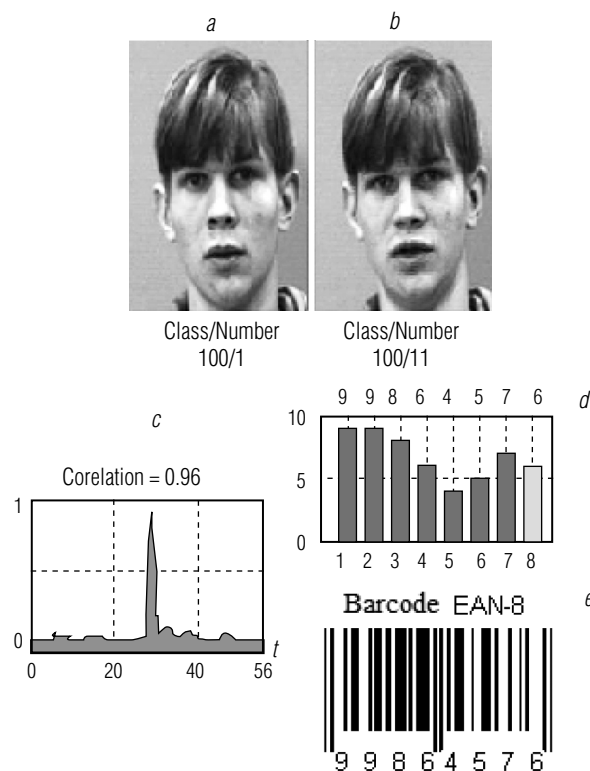 a
b
Class/Number
100/1
Class/Number
100/11
c
Corelation = 0.96
1
0
0 20 40 56
t
d
9 9 8 6 4 5 7 6
10
5
0
1 2 3 4 5 6 7 8
e
Barcode EAN-8
9 9 8 6 4 5 7 6